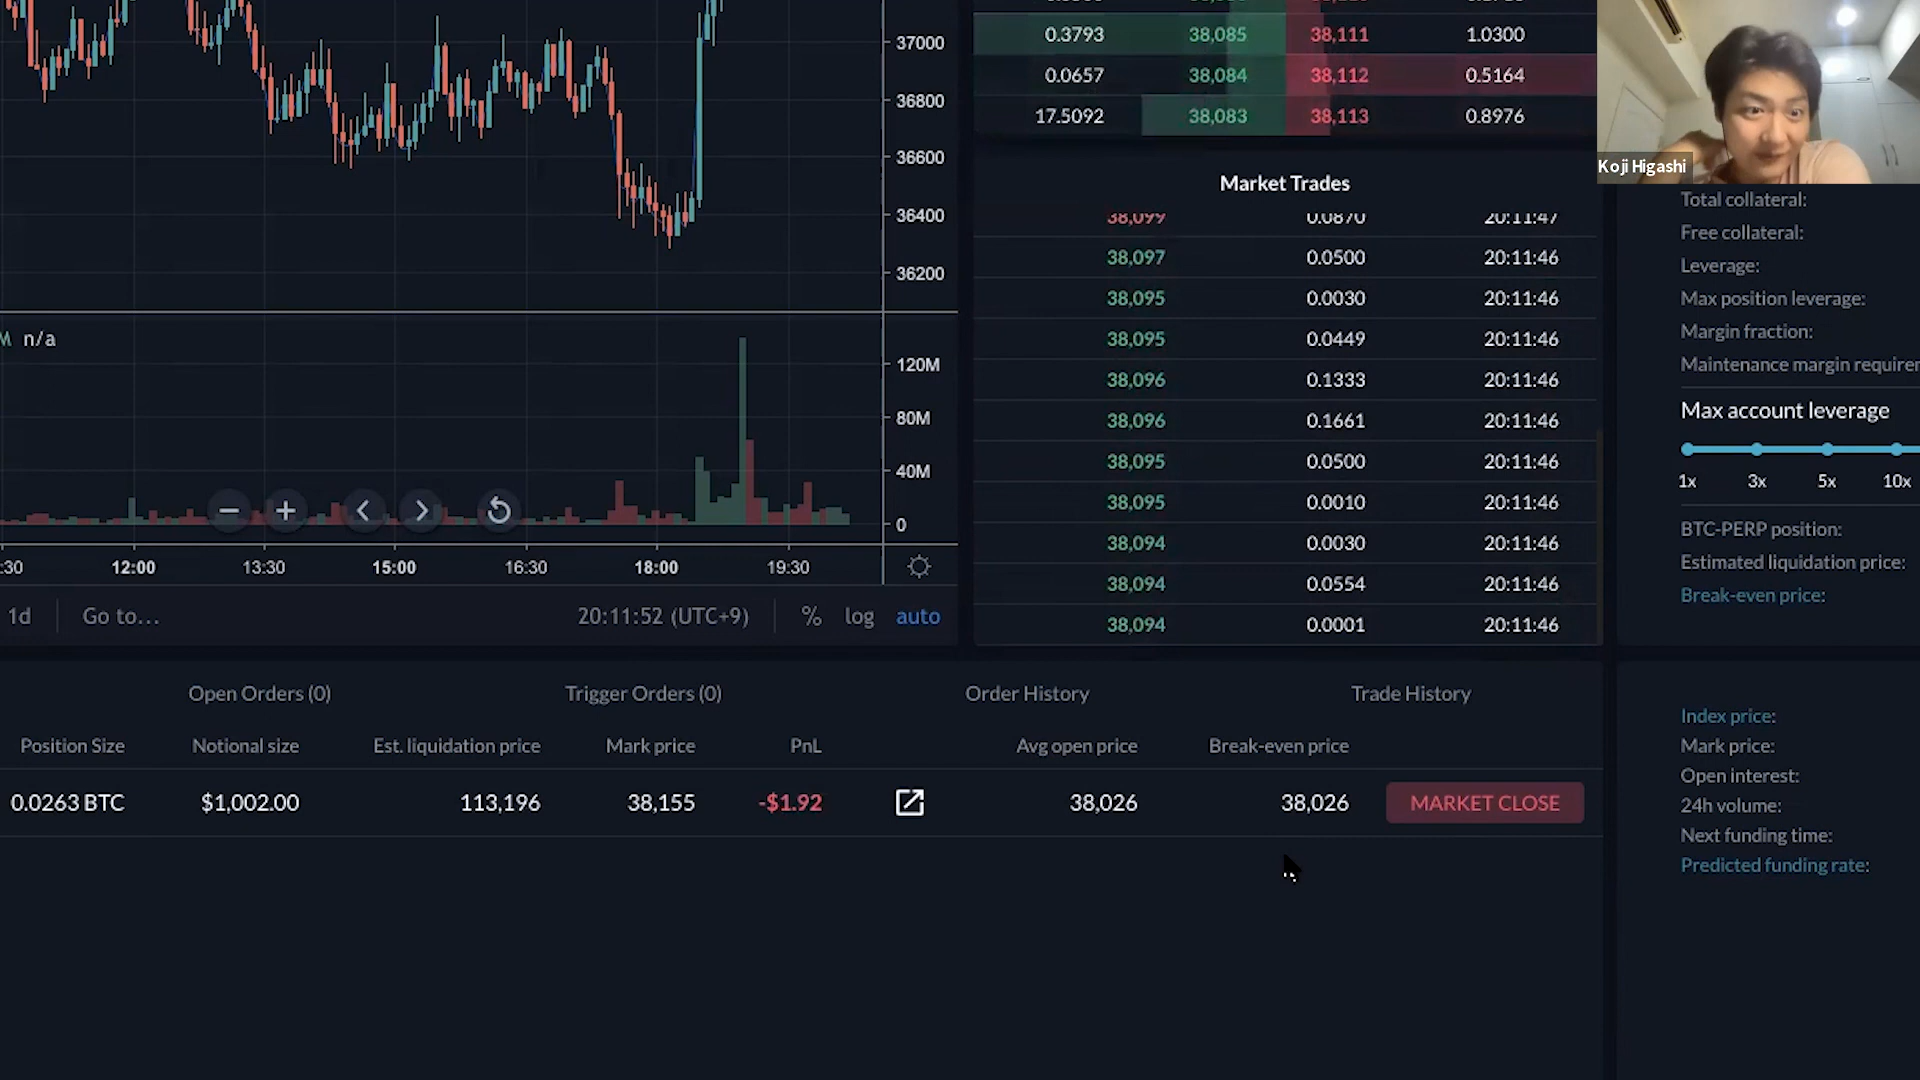 37000
36800
36600
36400
36200
n/a
120M
80M
40M
0
:30 12:00 13:30 15:00 16:30 18:00 19:30
1d Go to... 20:11:52 (UTC+9) % log auto
0.3793 38,085 38,111 1.0300
0.0657 38,084 38,112 0.5164
17.5092 38,083 38,113 0.8976
Market Trades
38,099 0.0870 20:11:47
38,097 0.0500 20:11:46
38,095 0.0030 20:11:46
38,095 0.0449 20:11:46
38,096 0.1333 20:11:46
38,096 0.1661 20:11:46
38,095 0.0500 20:11:46
38,095 0.0010 20:11:46
38,094 0.0030 20:11:46
38,094 0.0554 20:11:46
38,094 0.0001 20:11:46
Koji Higashi
Total collateral:
Free collateral:
Leverage:
Max position leverage:
Margin fraction:
Maintenance margin requirer
Max account leverage
1x 3x 5x 10x
BTC-PERP position:
Estimated liquidation price:
Break-even price:
Open Orders (0) Trigger Orders (0) Order History Trade History
Position Size Notional size Est. liquidation price Mark price PnL Avg open price Break-even price
0.0263 BTC $1,002.00 113,196 38,155 -$1.92 38,026 38,026 MARKET CLOSE
Index price:
Mark price:
Open interest:
24h volume:
Next funding time:
Predicted funding rate: